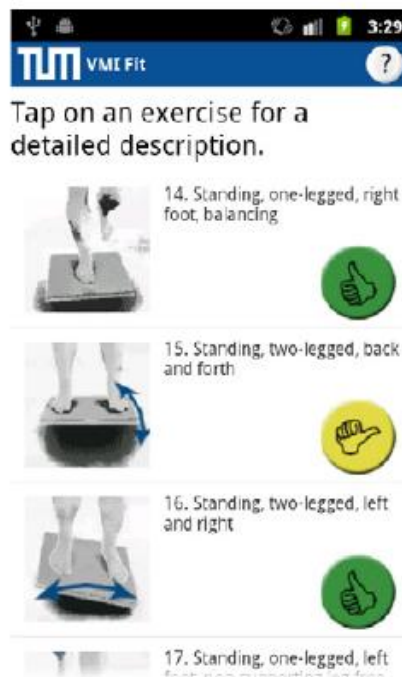 3:29
TUM VMI Fit
?
Tap on an exercise for a
detailed description.
14. Standing, one-legged, right
foot, balancing
15. Standing, two-legged, back
and forth
16. Standing, two-legged, left
and right
17. Standing, one-legged, left